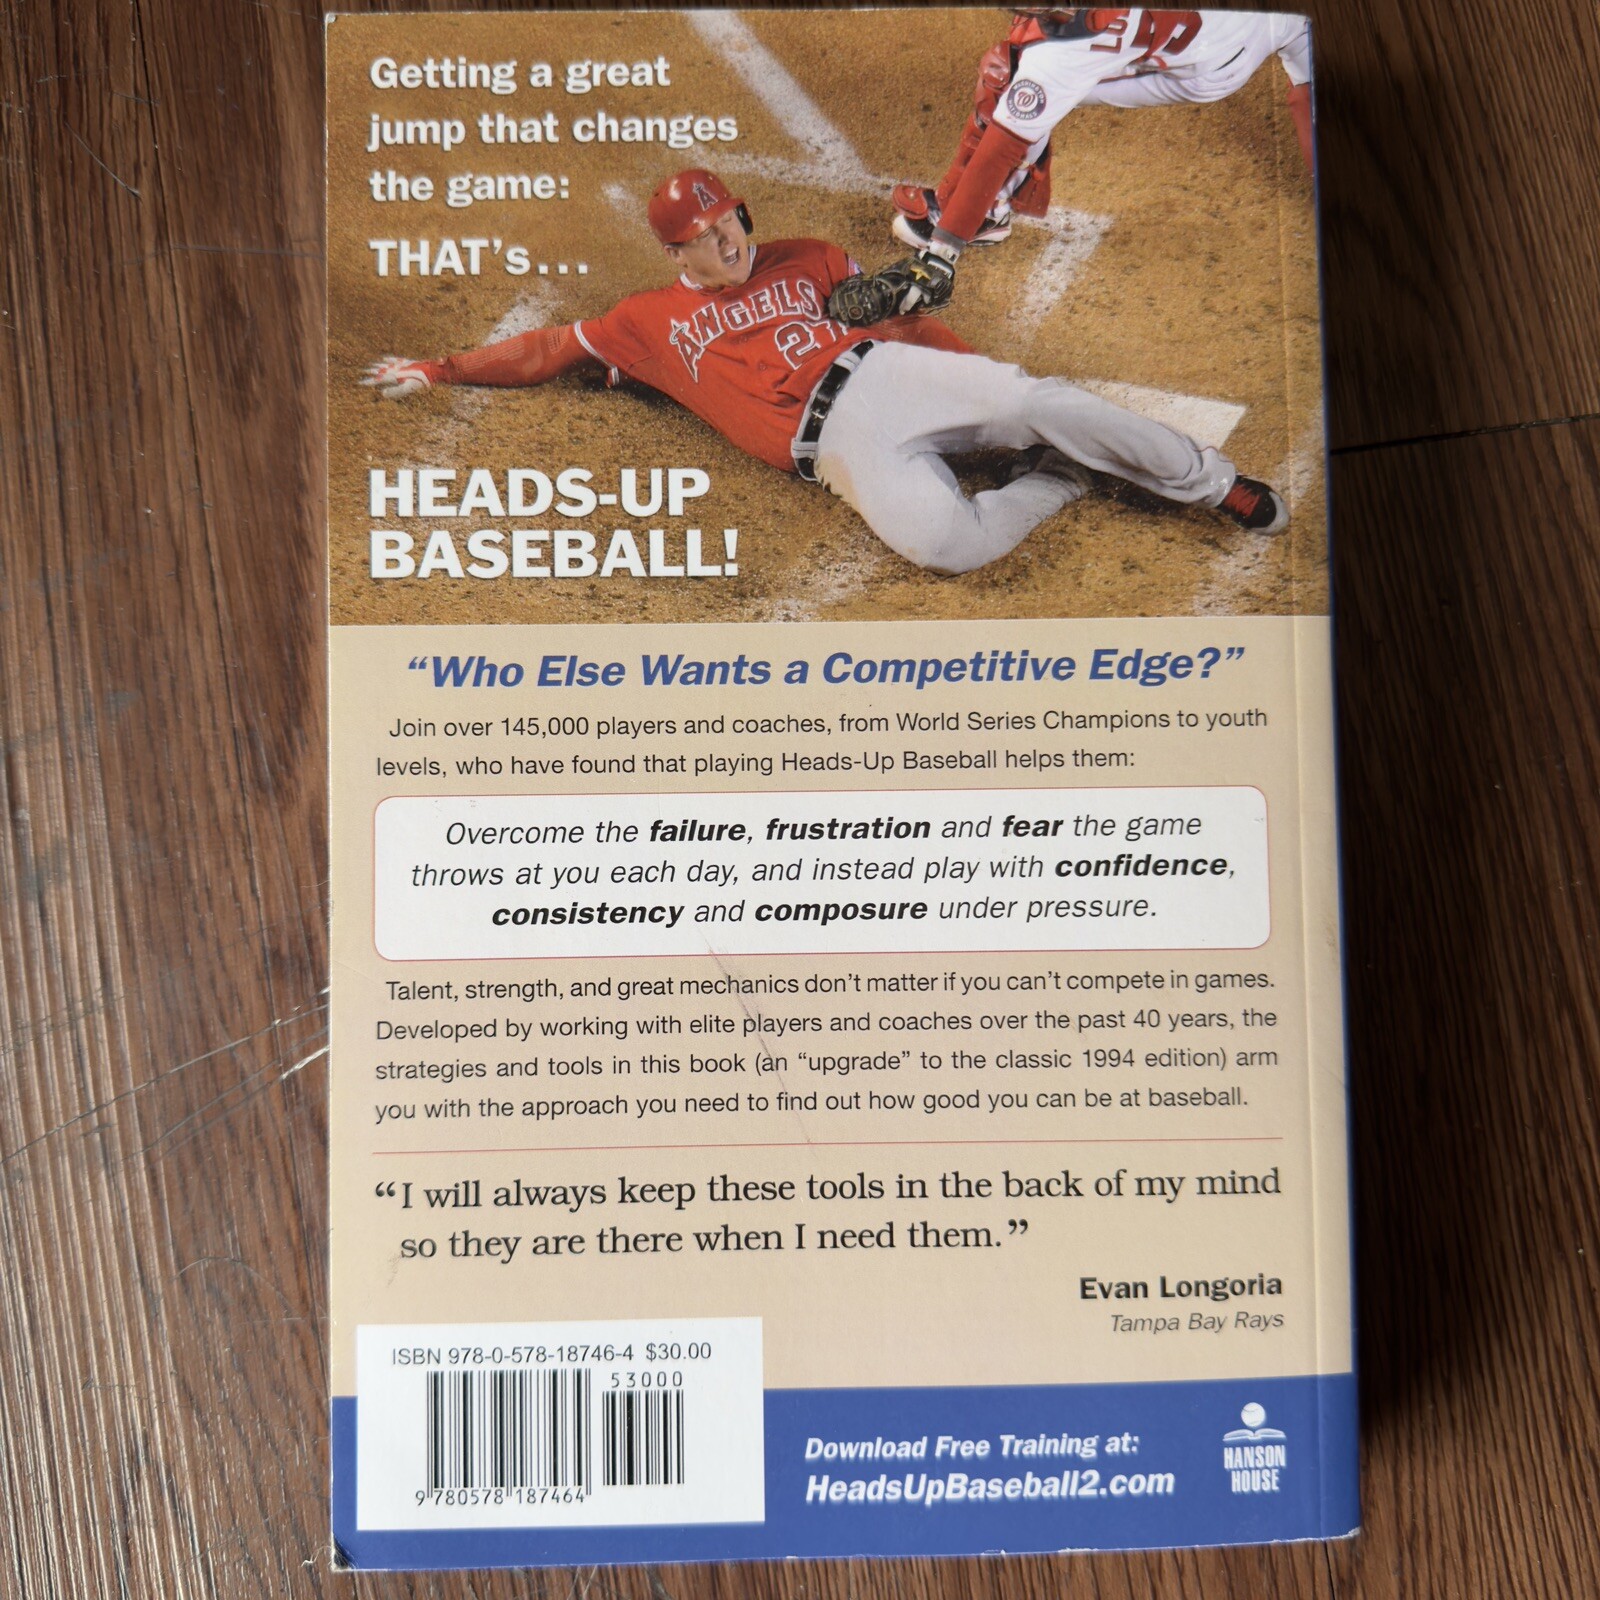 Getting a great
jump that changes
the game:
THAT's...
ANGELS
27
HEADS-UP
BASEBALL!
"Who Else Wants a Competitive Edge?"
Join over 145,000 players and coaches, from World Series Champions to youth
levels, who have found that playing Heads-Up Baseball helps them:
Overcome the failure, frustration and fear the game
throws at you each day, and instead play with confidence,
consistency and composure under pressure.
Talent, strength, and great mechanics don't matter if you can't compete in games.
Developed by working with elite players and coaches over the past 40 years, the
strategies and tools in this book (an "upgrade" to the classic 1994 edition) arm
you with the approach you need to find out how good you can be at baseball.
"I will always keep these tools in the back of my mind
so they are there when I need them."
Evan Longoria
Tampa Bay Rays
ISBN 978-0-578-18746-4 $30.00
53000
9 780578 187464
Download Free Training at:
HeadsUpBaseball2.com
HANSON
HOUSE